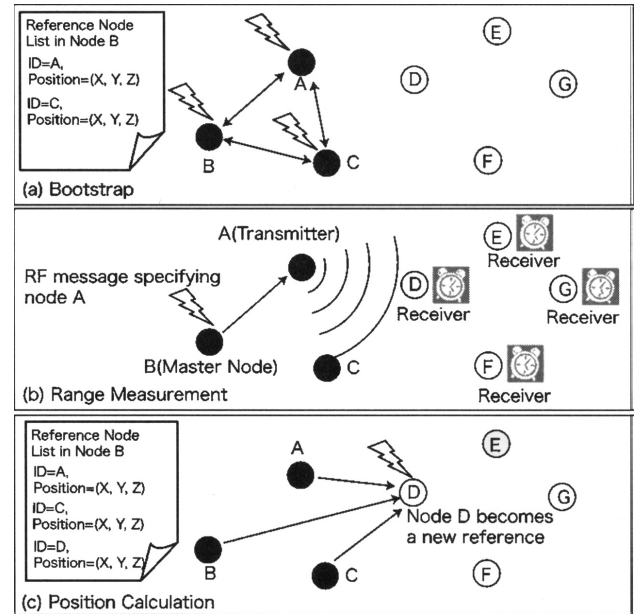 Reference Node
List in Node B
ID=A,
Position=(X, Y, Z)
ID=C,
Position=(X, Y, Z)
A
B
C
D
E
F
G
(a) Bootstrap
A(Transmitter)
RF message specifying
node A
B(Master Node)
C
D
Receiver
E
Receiver
G
Receiver
F
Receiver
(b) Range Measurement
Reference Node
List in Node B
ID=A,
Position=(X, Y, Z)
ID=C,
Position=(X, Y, Z)
ID=D,
Position=(X, Y, Z)
A
B
C
D
E
G
Node D becomes
a new reference
F
(c) Position Calculation